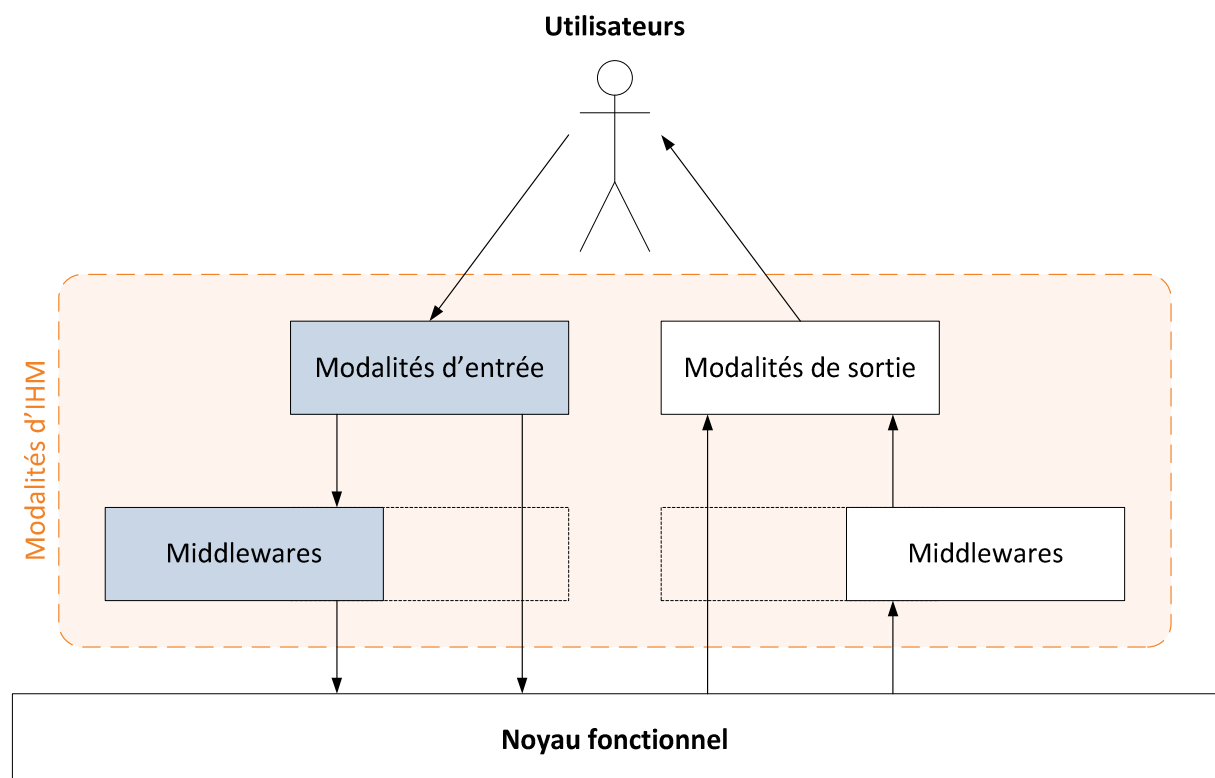 Utilisateurs
Modalités d’IHM
Modalités d’entrée
Modalités de sortie
Middlewares
Middlewares
Noyau fonctionnel